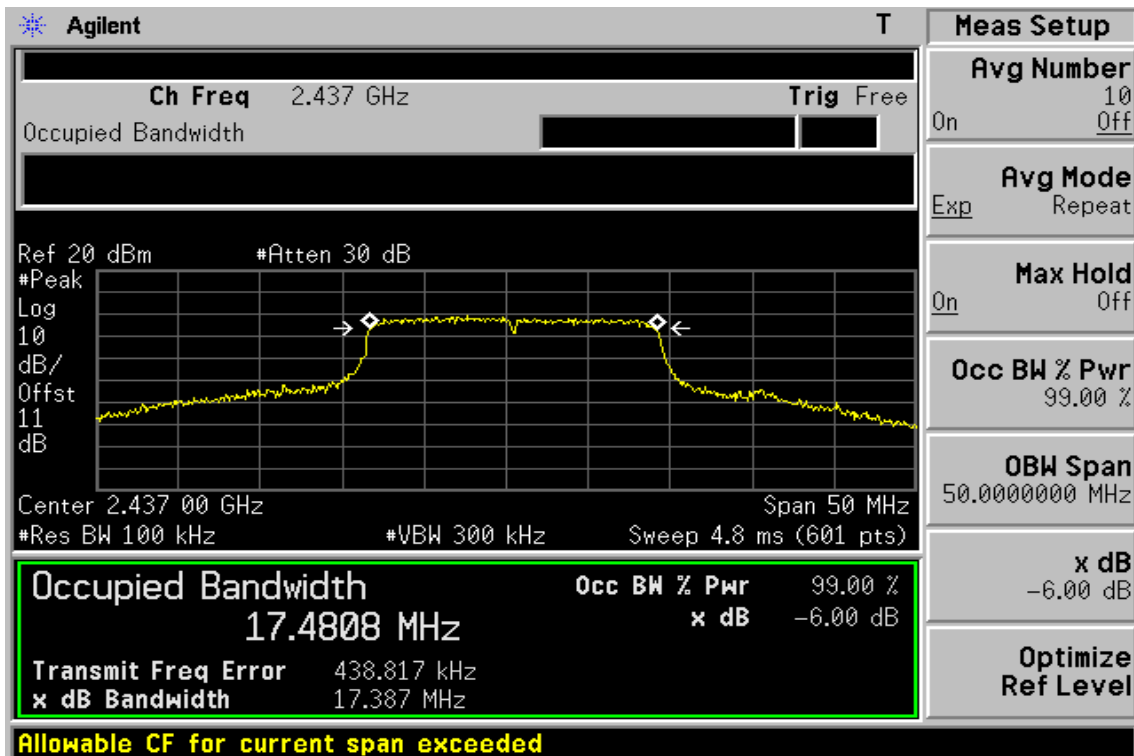 Agilent T
Meas Setup
Ch Freq 2.437 GHz Trig Free
Occupied Bandwidth
Ref 20 dBm #Atten 30 dB
#Peak
Log
10
dB/
Offst
11
dB
Center 2.437 00 GHz Span 50 MHz
#Res BW 100 kHz #VBW 300 kHz Sweep 4.8 ms (601 pts)
Occupied Bandwidth Occ BW % Pwr 99.00 %
17.4808 MHz x dB -6.00 dB
Transmit Freq Error 438.817 kHz
x dB Bandwidth 17.387 MHz
Allowable CF for current span exceeded
Avg Number
10
On Off
Avg Mode
Exp Repeat
Max Hold
On Off
Occ BW % Pwr
99.00 %
OBW Span
50.0000000 MHz
x dB
-6.00 dB
Optimize
Ref Level